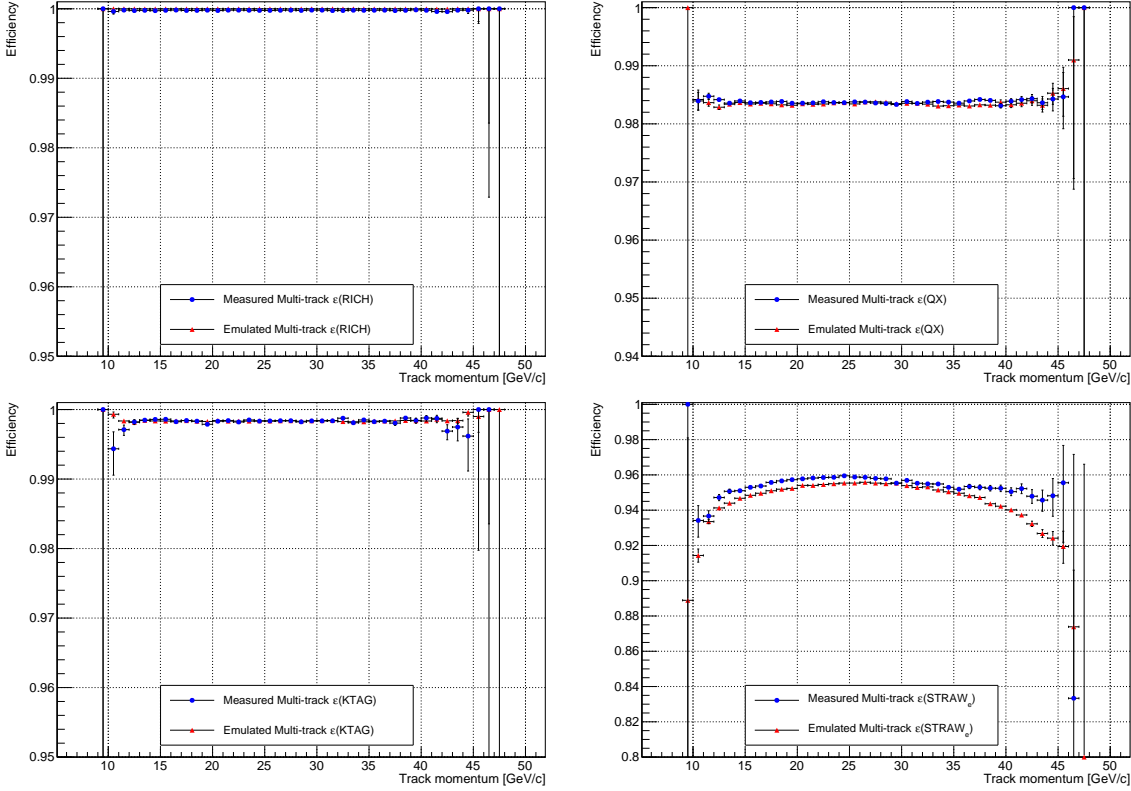 Efficiency
1
0.99
0.98
0.97
0.96
0.95
Measured Multi-track ε(RICH)
Emulated Multi-track ε(RICH)
10 15 20 25 30 35 40 45 50
Track momentum [GeV/c]
Efficiency
1
0.99
0.98
0.97
0.96
0.95
0.94
Measured Multi-track ε(QX)
Emulated Multi-track ε(QX)
10 15 20 25 30 35 40 45 50
Track momentum [GeV/c]
Efficiency
1
0.99
0.98
0.97
0.96
0.95
Measured Multi-track ε(KTAG)
Emulated Multi-track ε(KTAG)
10 15 20 25 30 35 40 45 50
Track momentum [GeV/c]
Efficiency
1
0.98
0.96
0.94
0.92
0.9
0.88
0.86
0.84
0.82
0.8
Measured Multi-track ε(STRAWₑ)
Emulated Multi-track ε(STRAWₑ)
10 15 20 25 30 35 40 45 50
Track momentum [GeV/c]